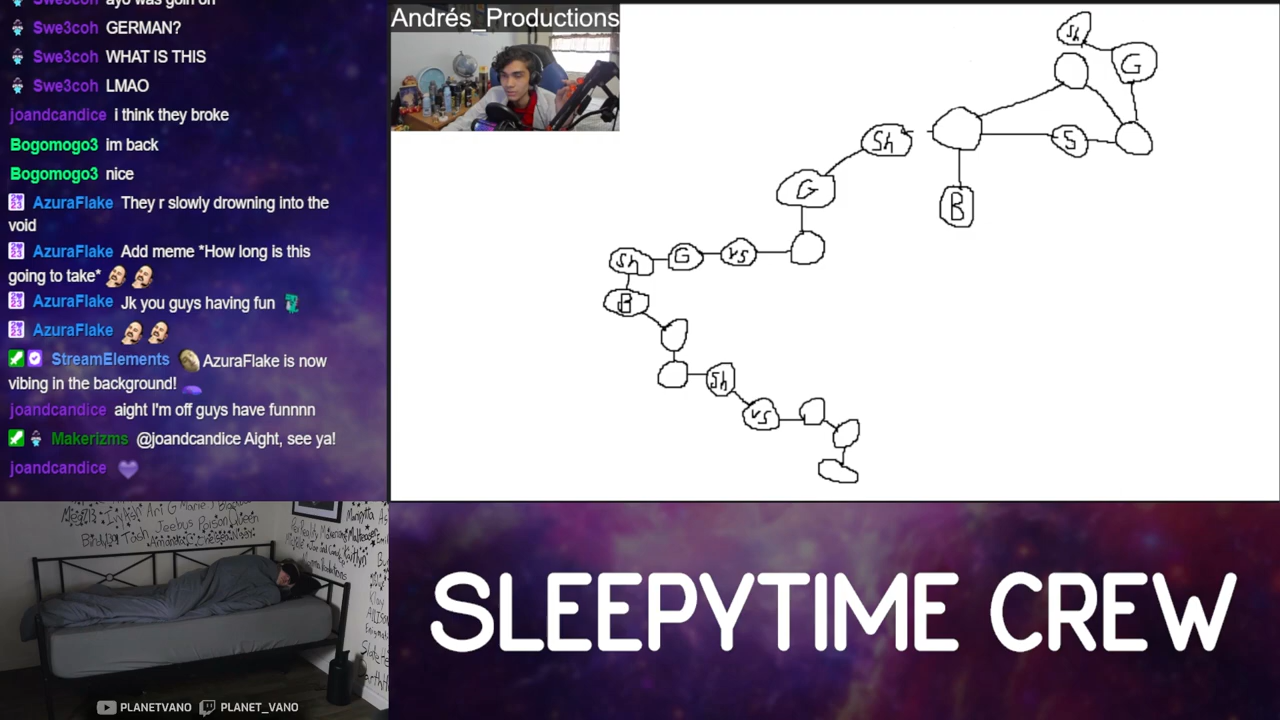 ayo was goin on
Swe3coh GERMAN?
Swe3coh WHAT IS THIS
Swe3coh LMAO
joandcandice i think they broke
Bogomogo3 im back
Bogomogo3 nice
AzuraFlake They r slowly drowning into the
void
AzuraFlake Add meme *How long is this
going to take*
AzuraFlake Jk you guys having fun
AzuraFlake
StreamElements AzuraFlake is now
vibing in the background!
joandcandice aight I'm off guys have funnnn
Makerizms @joandcandice Aight, see ya!
joandcandice
Andrés_Productions
Sh
G
Sh
S
G
B
Sh G vs
B
Sh
vs
Jeebus Poison Queen
PLANETVANO PLANET_VANO
SLEEPYTIME CREW